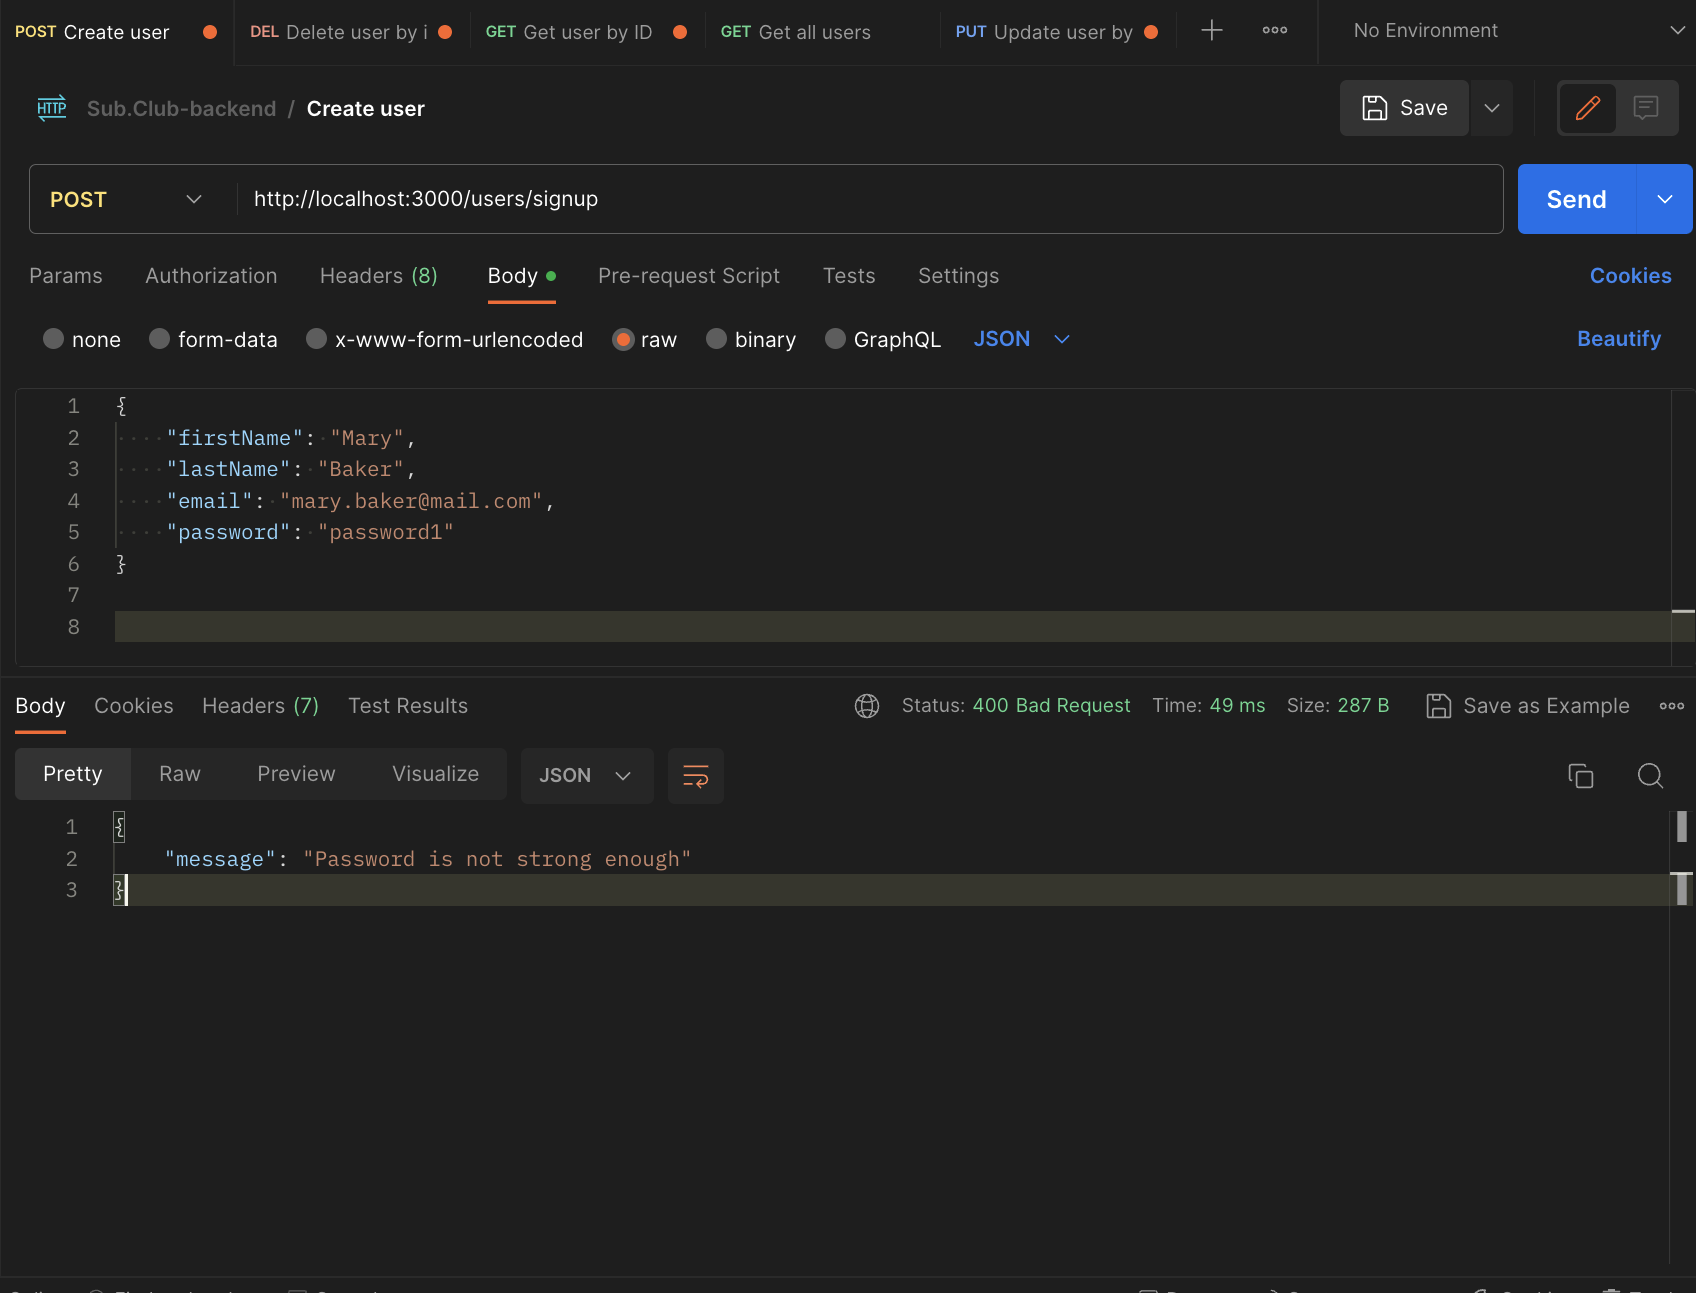 POST Create user DEL Delete user by i GET Get user by ID GET Get all users PUT Update user by No Environment
HTTP Sub.Club-backend / Create user Save
POST http://localhost:3000/users/signup Send
Params Authorization Headers (8) Body Pre-request Script Tests Settings Cookies
none form-data x-www-form-urlencoded raw binary GraphQL JSON Beautify
1 {
2 "firstName": "Mary",
3 "lastName": "Baker",
4 "email": "mary.baker@mail.com",
5 "password": "password1"
6 }
7
8
Body Cookies Headers (7) Test Results Status: 400 Bad Request Time: 49 ms Size: 287 B Save as Example
Pretty Raw Preview Visualize JSON
1 {
2 "message": "Password is not strong enough"
3 }